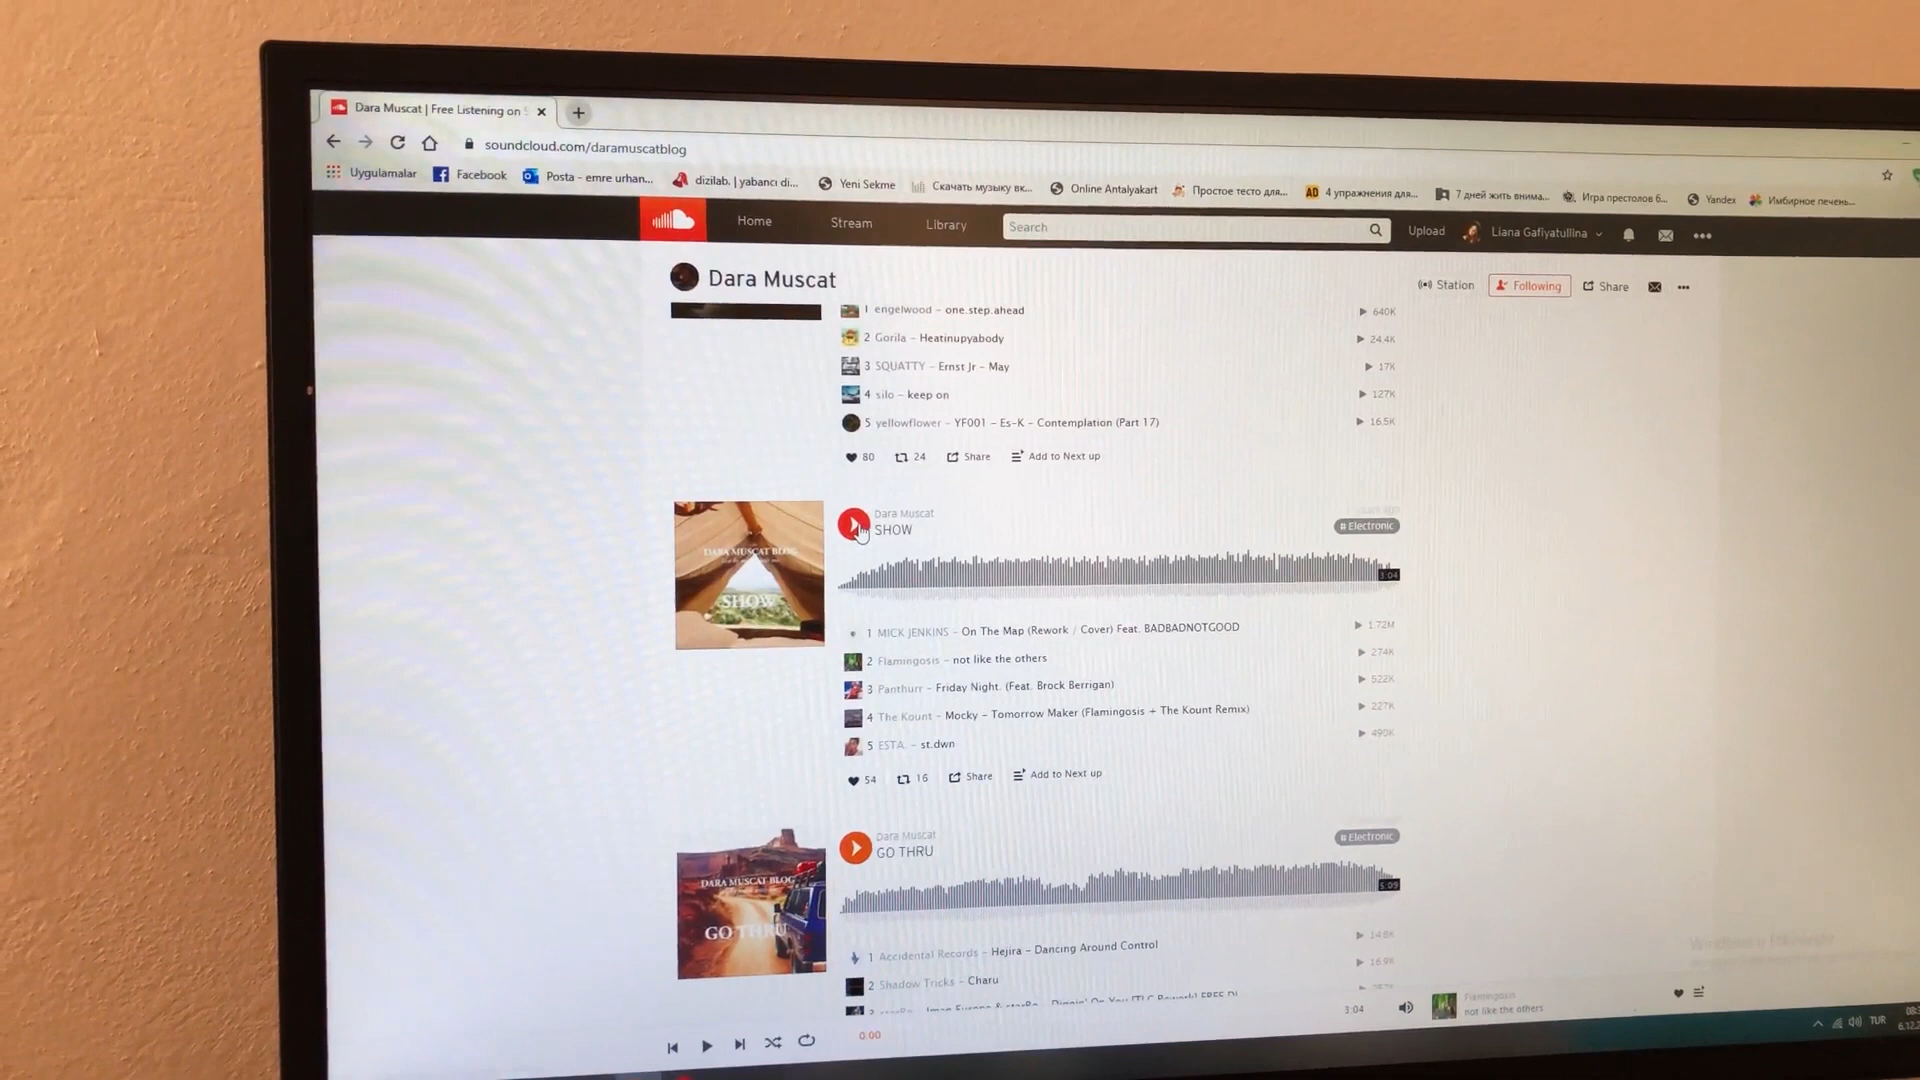 Dara Muscat | Free Listening on S
soundcloud.com/daramuscatblog
Uygulamalar
Facebook
Posta - emre urhan...
dizilab. | yabancı di...
Yeni Sekme
Скачать музыку вк...
Online Antalyakart
Простое тесто для...
AD 4 упражнения для...
7 дней жить внима...
Игра престолов 6...
Yandex
Имбирное печень...
Home
Stream
Library
Search
Upload
Liana Gafiyatullina
Dara Muscat
Station
Following
Share
1 engelwood – one.step.ahead
640K
2 Gorila – Heatinupyabody
24.4K
3 SQUATTY – Ernst Jr – May
17K
4 silo – keep on
127K
5 yellowflower – YF001 – Es-K – Contemplation (Part 17)
16.5K
80
24
Share
Add to Next up
DARA MUSCAT BLOG
SHOW
Dara Muscat
SHOW
years ago
# Electronic
3:04
1 MICK JENKINS – On The Map (Rework / Cover) Feat. BADBADNOTGOOD
1.72M
2 Flamingosis – not like the others
274K
3 Panthurr – Friday Night. (Feat. Brock Berrigan)
522K
4 The Kount – Mocky – Tomorrow Maker (Flamingosis + The Kount Remix)
227K
5 ESTA. – st.dwn
490K
54
16
Share
Add to Next up
DARA MUSCAT BLOG
GO THRU
Dara Muscat
GO THRU
# Electronic
5:09
1 Accidental Records – Hejira – Dancing Around Control
14.8K
2 Shadow Tricks – Charu
16.9K
0:00
3:04
Flamingosis
not like the others
TUR